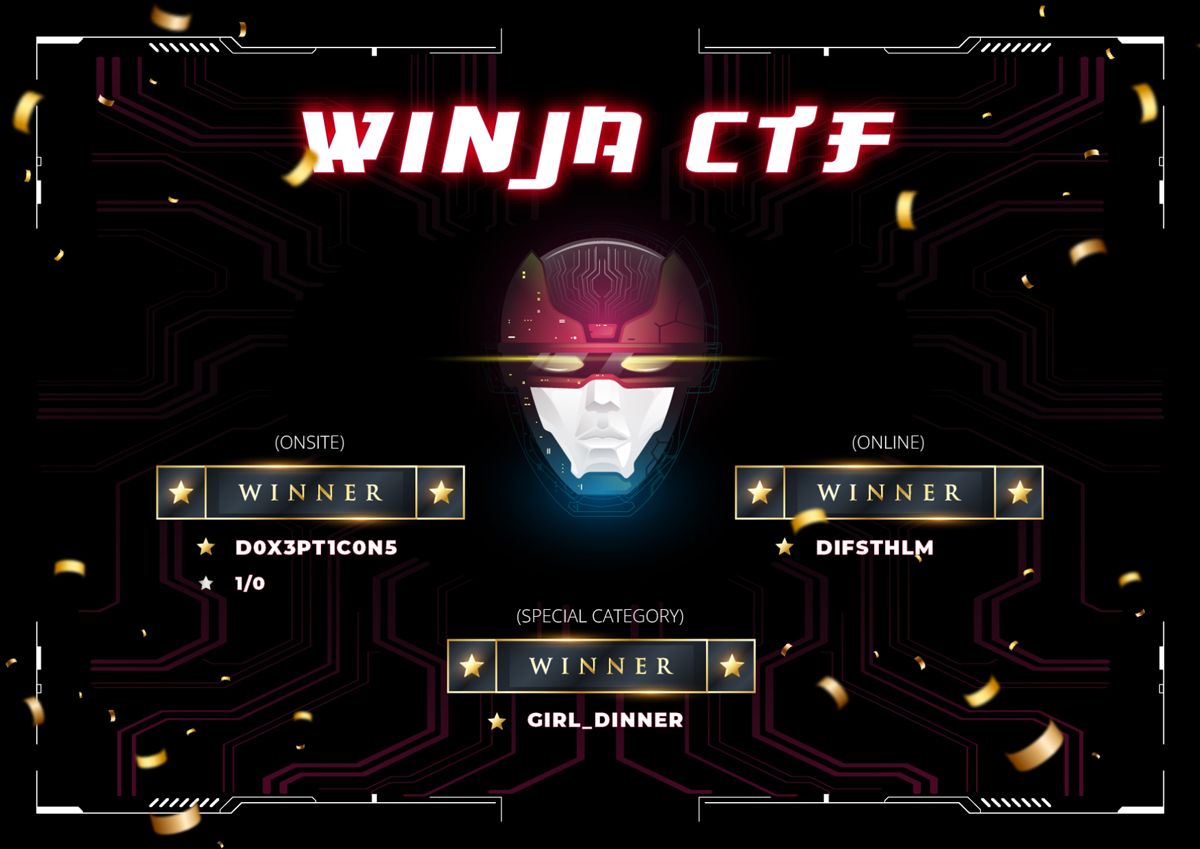 WINJA CTF
(ONSITE)
WINNER
D0X3PT1C0N5
1/0
(ONLINE)
WINNER
DIFSTHLM
(SPECIAL CATEGORY)
WINNER
GIRL_DINNER